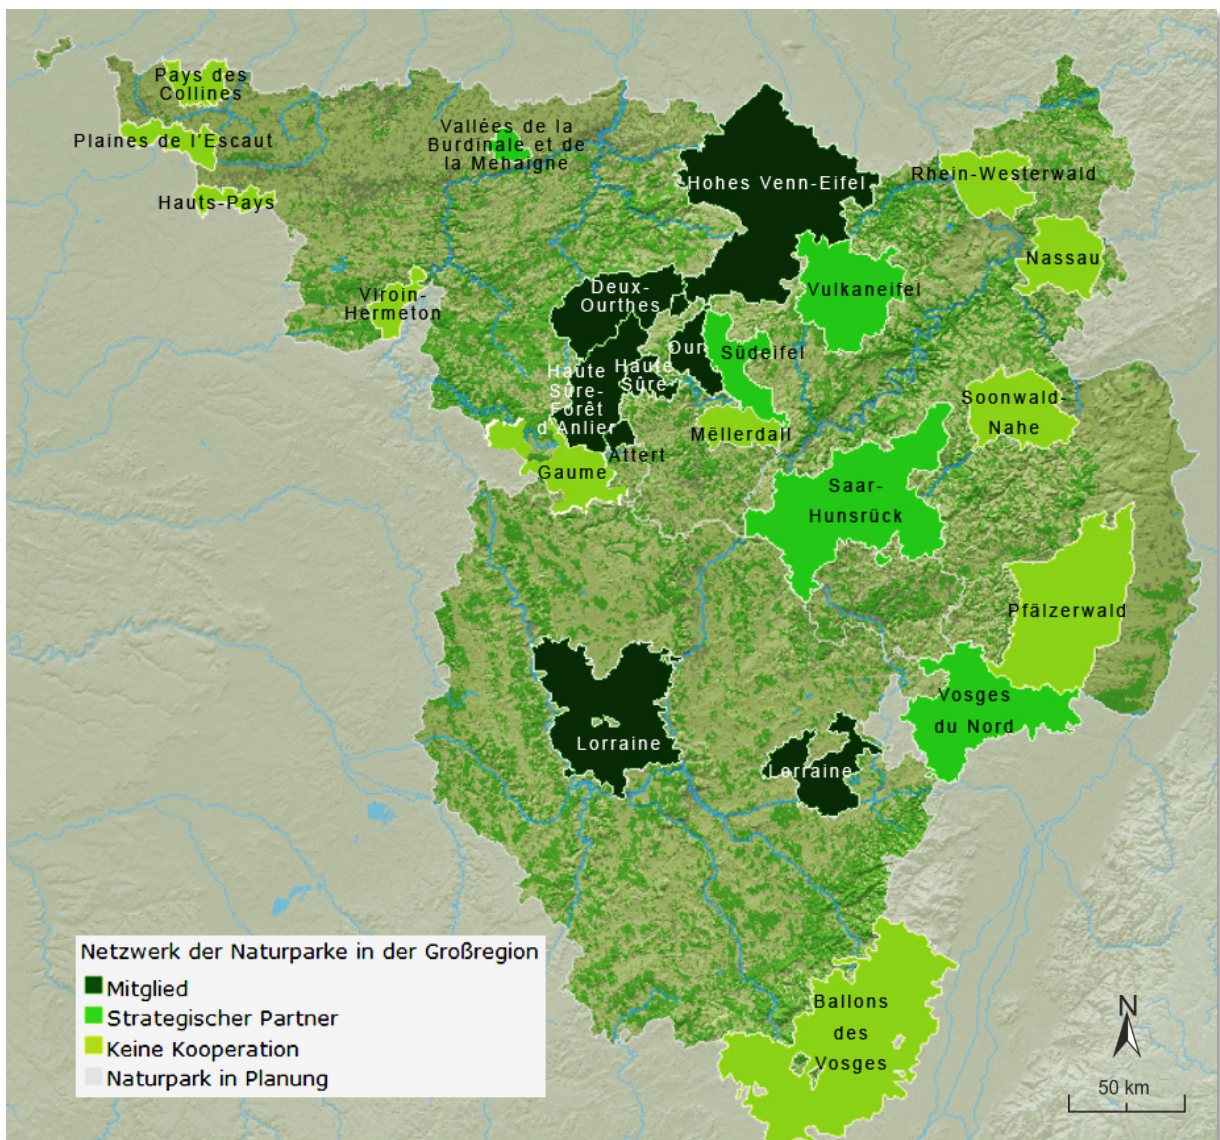 Pays des
Collines
Plaines de l'Escaut
Hauts-Pays
Vallées de la
Burdinale et de
la Mehaigne
Hohes Venn-Eifel
Rhein-Westerwald
Nassau
Viroin-
Hermeton
Deux-
Ourthes
Vulkaneifel
Our
Südeifel
Haute
Sûre
Haute
Sûre-
Forêt
d'Anlier
Attert
Mëllerdall
Gaume
Soonwald-
Nahe
Saar-
Hunsrück
Pfälzerwald
Vosges
du Nord
Lorraine
Lorraine
Ballons
des
Vosges
Netzwerk der Naturparke in der Großregion
Mitglied
Strategischer Partner
Keine Kooperation
Naturpark in Planung
N
50 km